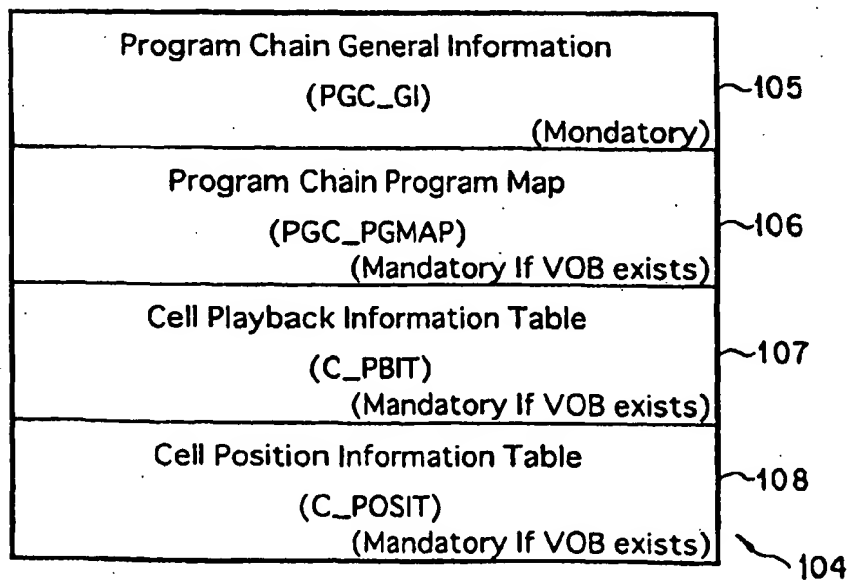 Program Chain General Information
(PGC_GI)
(Mondatory)
105
Program Chain Program Map
(PGC_PGMAP)
(Mandatory If VOB exists)
106
Cell Playback Information Table
(C_PBIT)
(Mandatory If VOB exists)
107
Cell Position Information Table
(C_POSIT)
(Mandatory If VOB exists)
108
104